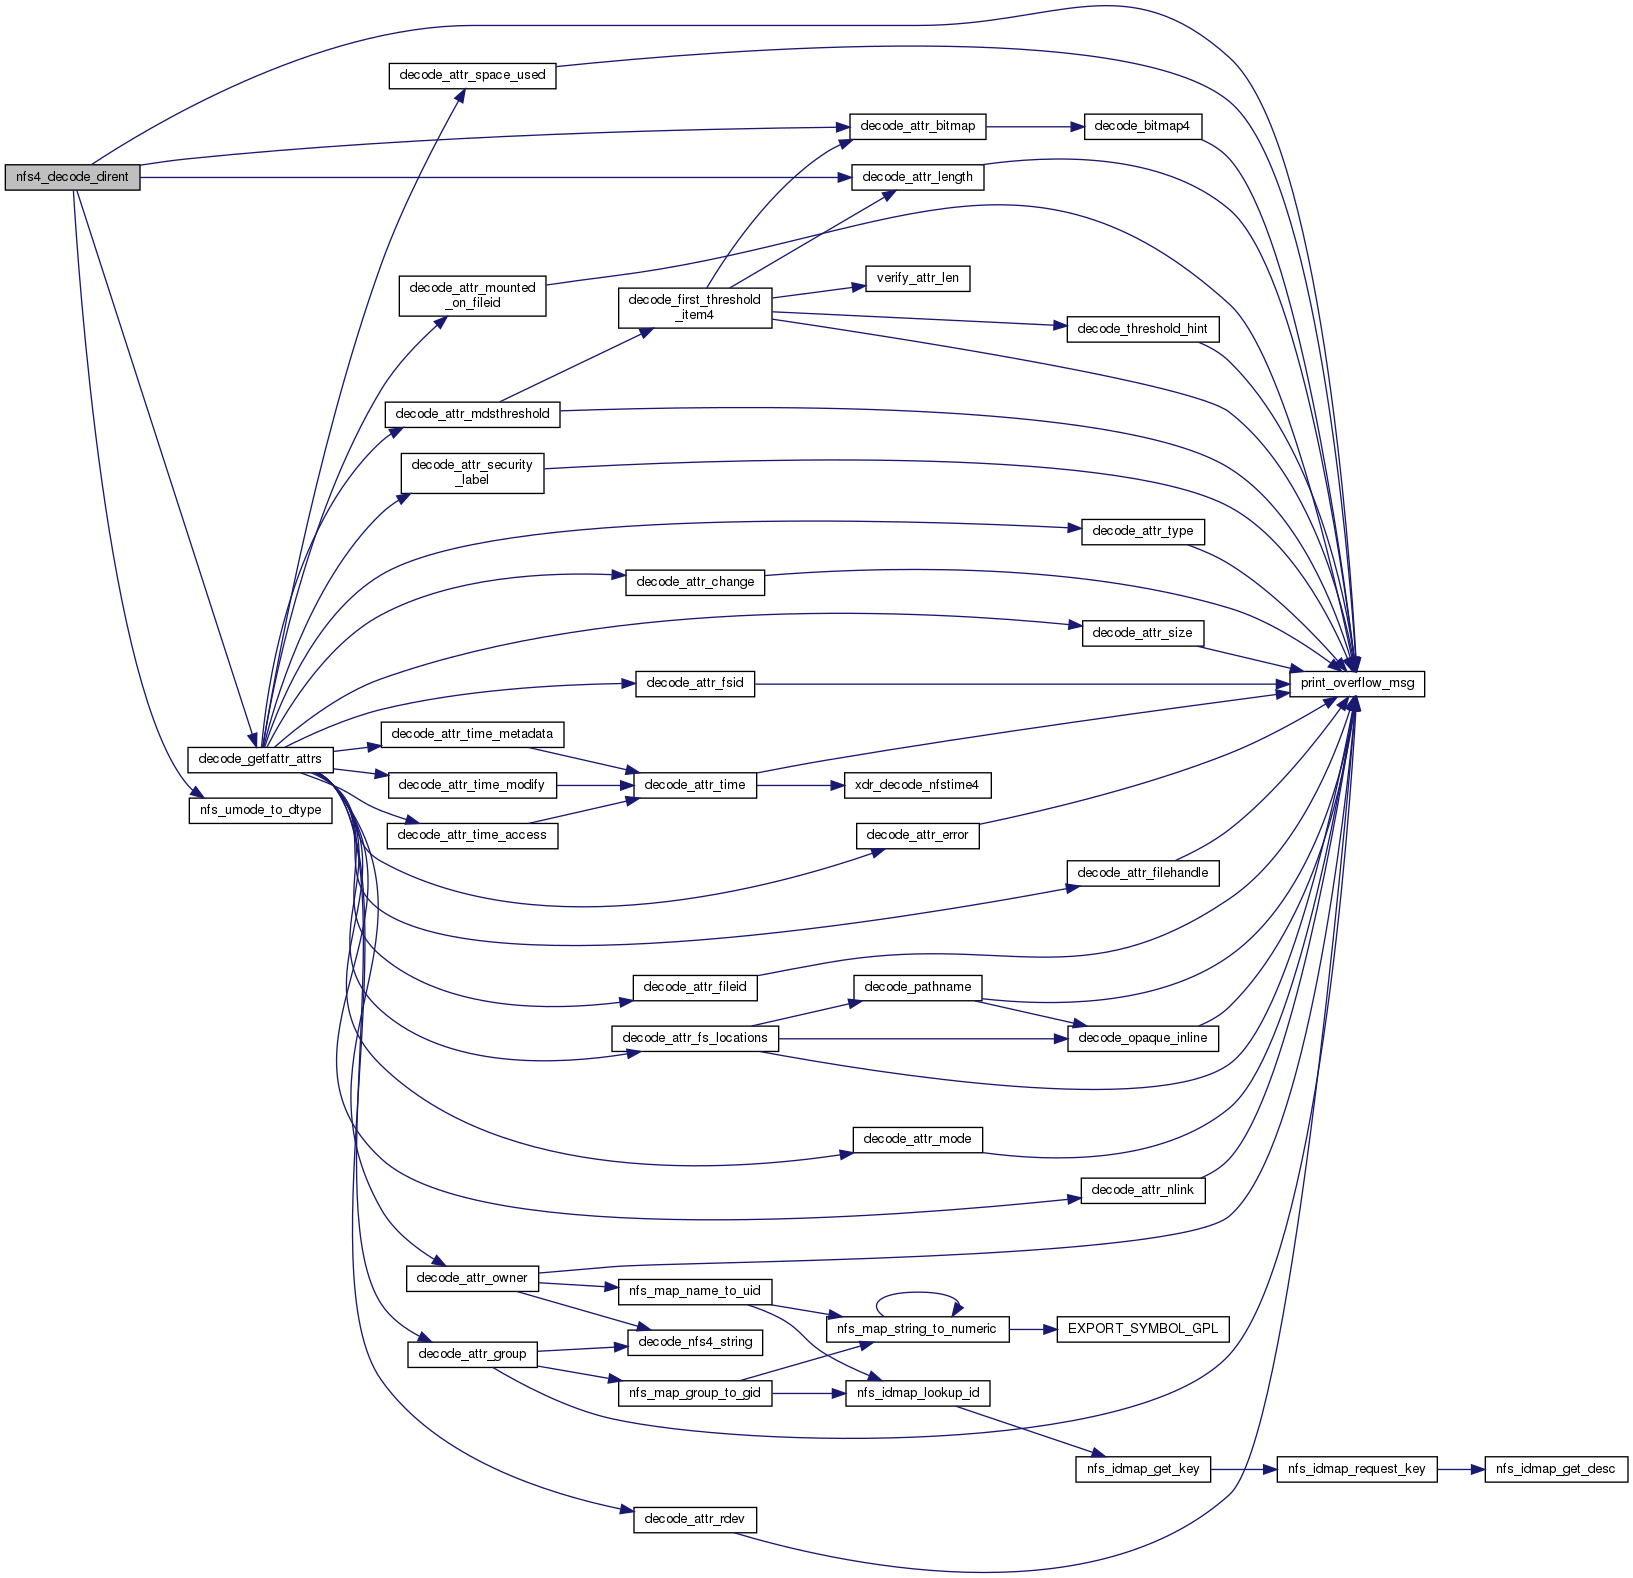 decode_attr_space_used
decode_attr_bitmap
decode_bitmap4
nfs4_decode_dirent
decode_attr_length
verify_attr_len
decode_attr_mounted
_on_fileid
decode_first_threshold
_item4
decode_threshold_hint
decode_attr_mdsthreshold
decode_attr_security
_label
decode_attr_type
decode_attr_change
decode_attr_size
decode_attr_fsid
print_overflow_msg
decode_attr_time_metadata
decode_getfattr_attrs
decode_attr_time_modify
decode_attr_time
xdr_decode_nfstime4
nfs_umode_to_dtype
decode_attr_time_access
decode_attr_error
decode_attr_filehandle
decode_attr_fileid
decode_pathname
decode_attr_fs_locations
decode_opaque_inline
decode_attr_mode
decode_attr_nlink
decode_attr_owner
nfs_map_name_to_uid
nfs_map_string_to_numeric
EXPORT_SYMBOL_GPL
decode_nfs4_string
decode_attr_group
nfs_map_group_to_gid
nfs_idmap_lookup_id
nfs_idmap_get_key
nfs_idmap_request_key
nfs_idmap_get_desc
decode_attr_rdev